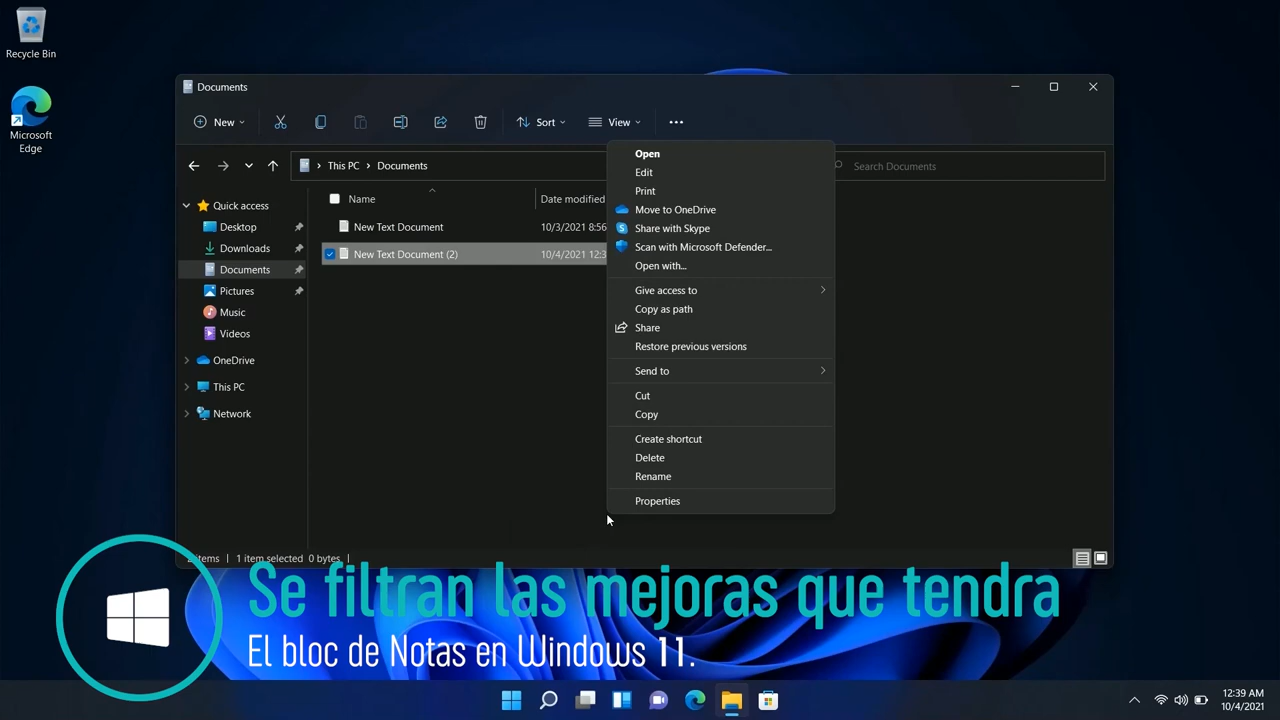 Recycle Bin
Microsoft
Edge
Documents
New
Sort
View
This PC
Documents
Search Documents
Quick access
Desktop
Downloads
Documents
Pictures
Music
Videos
OneDrive
This PC
Network
Name
Date modified
New Text Document
10/3/2021 8:56
New Text Document (2)
10/4/2021 12:3
Open
Edit
Print
Move to OneDrive
Share with Skype
Scan with Microsoft Defender...
Open with...
Give access to
Copy as path
Share
Restore previous versions
Send to
Cut
Copy
Create shortcut
Delete
Rename
Properties
items | 1 item selected 0 bytes |
Se filtran las mejoras que tendra
El bloc de Notas en Windows 11.
12:39 AM
10/4/2021